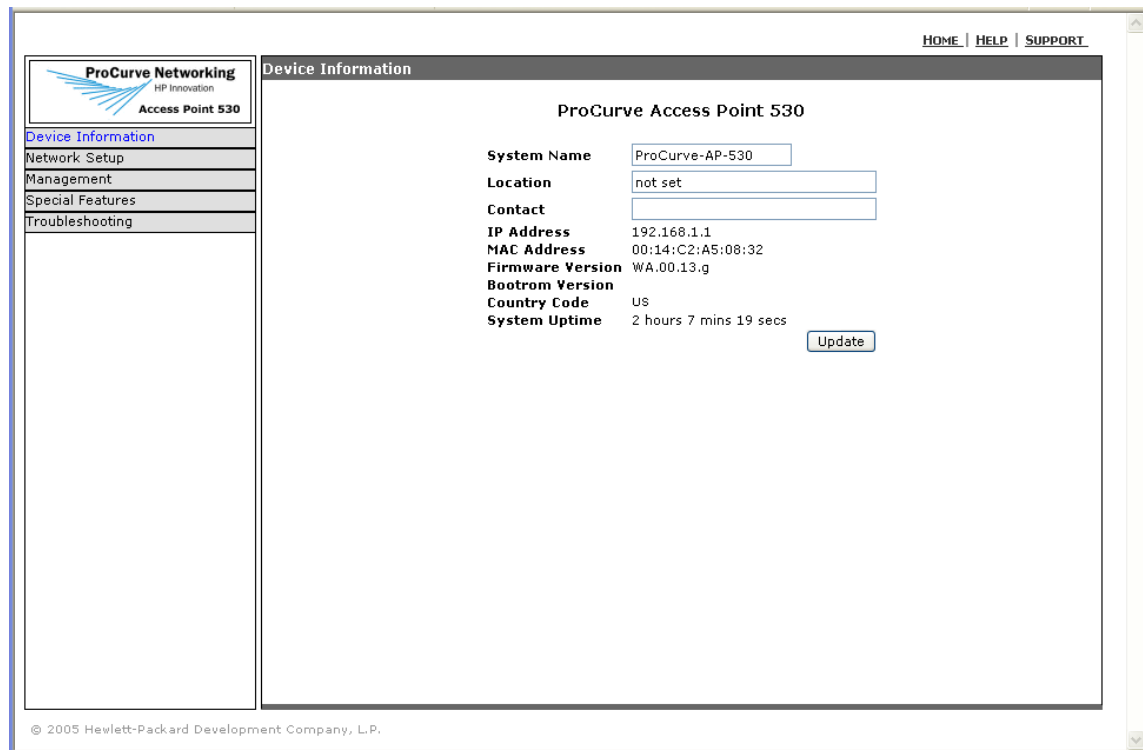 HOME | HELP | SUPPORT
ProCurve Networking
HP Innovation
Access Point 530
Device Information
Network Setup
Management
Special Features
Troubleshooting
Device Information
ProCurve Access Point 530
System Name ProCurve-AP-530
Location not set
Contact
IP Address 192.168.1.1
MAC Address 00:14:C2:A5:08:32
Firmware Version WA.00.13.g
Bootrom Version
Country Code US
System Uptime 2 hours 7 mins 19 secs
Update
© 2005 Hewlett-Packard Development Company, L.P.